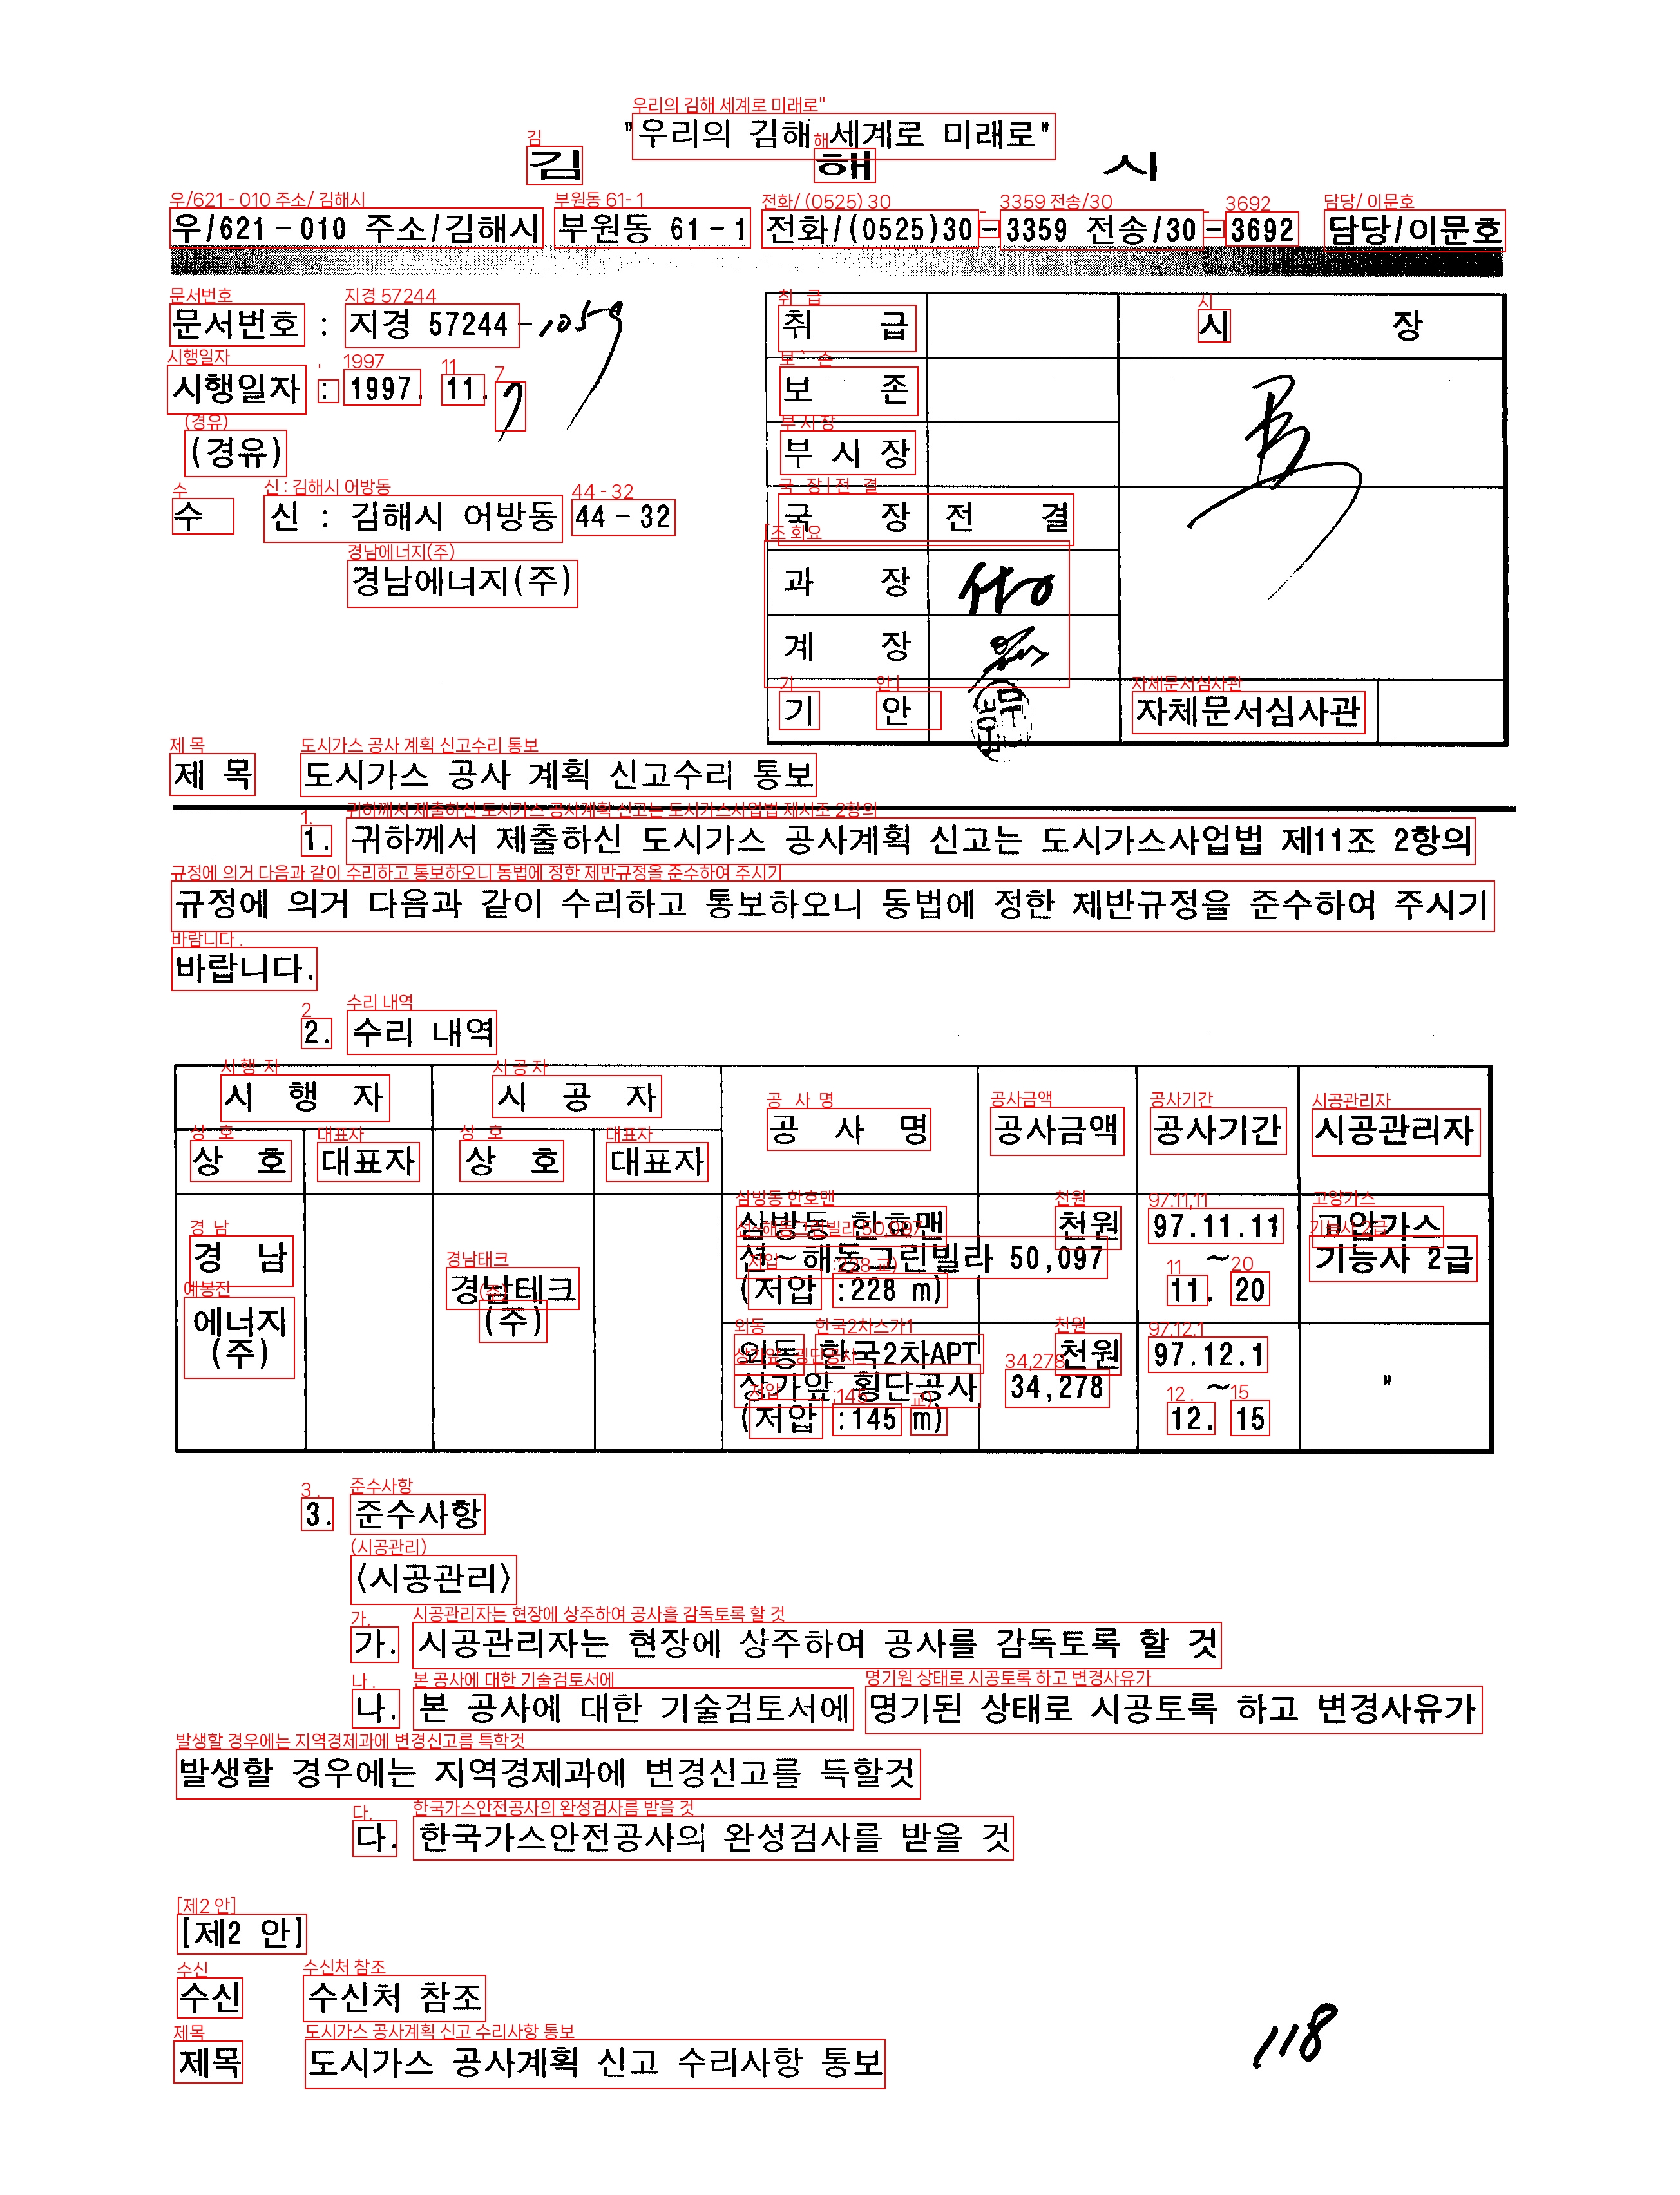 "우리의 김해 세계로 미래로"
김 해 시
우/621-010 주소/김해시 부원동 61-1 전화/(0525)30-3359 전송/30-3692 담당/이문호
문서번호 : 지경 57244-1059
시행일자 : 1997. 11. 7
(경유)
수 신 : 김해시 어방동 44-32
경남에너지(주)
취 급 시 장
보 존
부 시 장
국 장 전 결
과 장
계 장
기 안 자체문서심사관
제 목 도시가스 공사 계획 신고수리 통보
1. 귀하께서 제출하신 도시가스 공사계획 신고는 도시가스사업법 제11조 2항의
규정에 의거 다음과 같이 수리하고 통보하오니 동법에 정한 제반규정을 준수하여 주시기
바랍니다.
2. 수리 내역
시 행 자 시 공 자 공 사 명 공사금액 공사기간 시공관리자
상 호 대표자 상 호 대표자
경 남
에너지
(주)
경남테크
(주)
삼방동 한호맨 천원 97.11.11 고압가스
션~해동그린빌라 50,097 ~ 기능사 2급
(저압 :228 m) 11. 20
외동 한국2차APT 천원 97.12.1
상가앞 횡단공사 34,278 ~ "
(저압 :145 m) 12. 15
3. 준수사항
〈시공관리〉
가. 시공관리자는 현장에 상주하여 공사를 감독토록 할 것
나. 본 공사에 대한 기술검토서에 명기된 상태로 시공토록 하고 변경사유가
발생할 경우에는 지역경제과에 변경신고를 득할것
다. 한국가스안전공사의 완성검사를 받을 것
[제2 안]
수신 수신처 참조
제목 도시가스 공사계획 신고 수리사항 통보
118